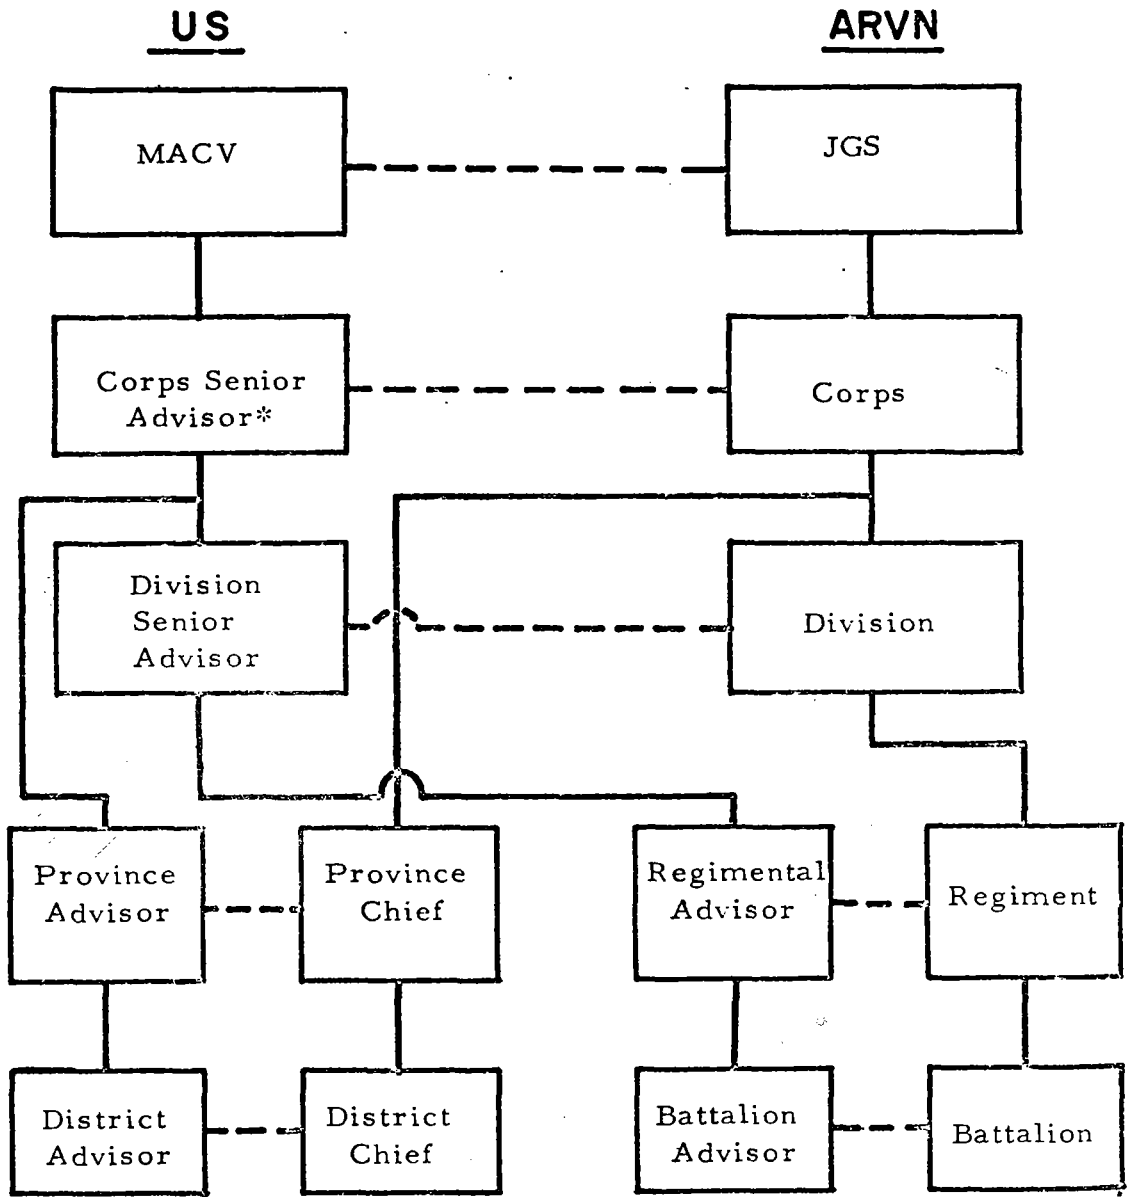 US
ARVN
MACV
JGS
Corps Senior
Advisor*
Corps
Division
Senior
Advisor
Division
Province
Advisor
Province
Chief
Regimental
Advisor
Regiment
District
Advisor
District
Chief
Battalion
Advisor
Battalion